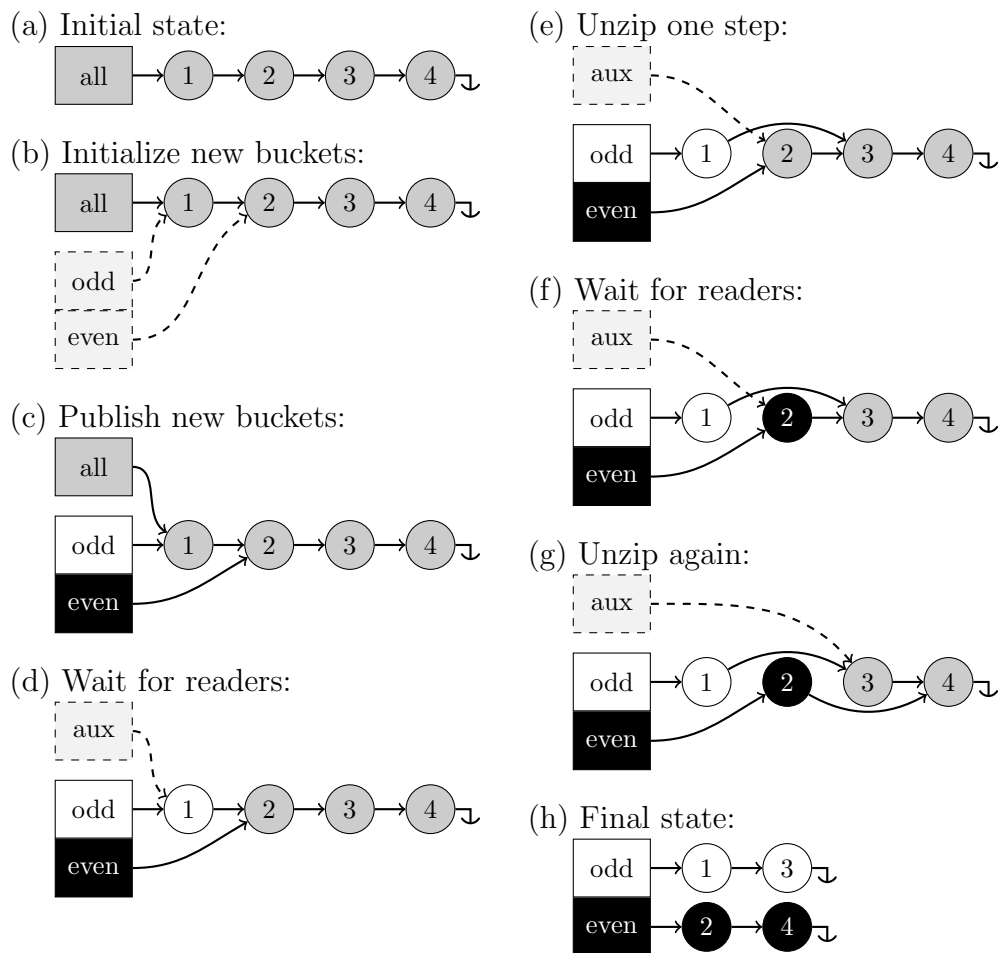 (a) Initial state:
all 1 2 3 4
(b) Initialize new buckets:
all 1 2 3 4
odd
even
(c) Publish new buckets:
all
odd 1 2 3 4
even
(d) Wait for readers:
aux
odd 1 2 3 4
even
(e) Unzip one step:
aux
odd 1 2 3 4
even
(f) Wait for readers:
aux
odd 1 2 3 4
even
(g) Unzip again:
aux
odd 1 2 3 4
even
(h) Final state:
odd 1 3
even 2 4